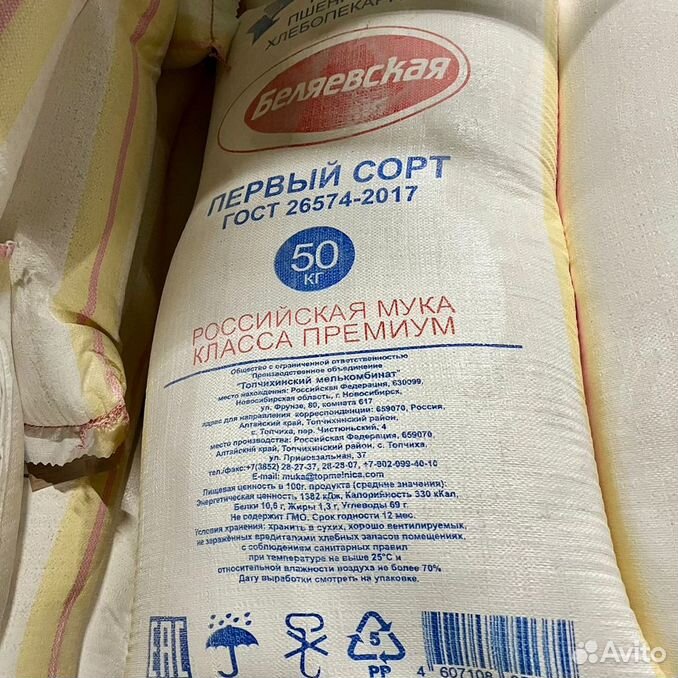 Беляевская
ПЕРВЫЙ СОРТ
ГОСТ 26574-2017
50
КГ
РОССИЙСКАЯ МУКА
КЛАССА ПРЕМИУМ
Общество с ограниченной ответственностью
"Производственное объединение
"Топчихинский мелькомбинат"
место нахождения: Российская Федерация, 630099,
Новосибирская область, г. Новосибирск,
ул. Фрунзе, 80, комната 617
адрес для направления корреспонденции: 659070, Россия,
Алтайский край, Топчихинский район,
с. Топчиха, пер. Чистюньский, 4
место производства: Российская Федерация, 659070
Алтайский край, Топчихинский район, с. Топчиха,
ул. Привокзальная, 37
тел./факс:+7(3852) 28-27-37, 28-28-07, +7-902-999-40-10
E-mail: muka@topmelnica.com
Пищевая ценность в 100г. продукта (средние значения):
Энергетическая ценность, 1382 кДж, Калорийность 330 кКал,
Белки 10,6 г, Жиры 1,3 г, Углеводы 69 г.
Не содержит ГМО. Срок годности 12 мес.
Условия хранения: хранить в сухих, хорошо вентилируемых,
не заражённых вредителями хлебных запасов помещениях,
с соблюдением санитарных правил
при температуре не выше 25°С и
относительной влажности воздуха не более 70%
Дату выработки смотреть на упаковке.
EAC
5
PP
4 607108
Avito